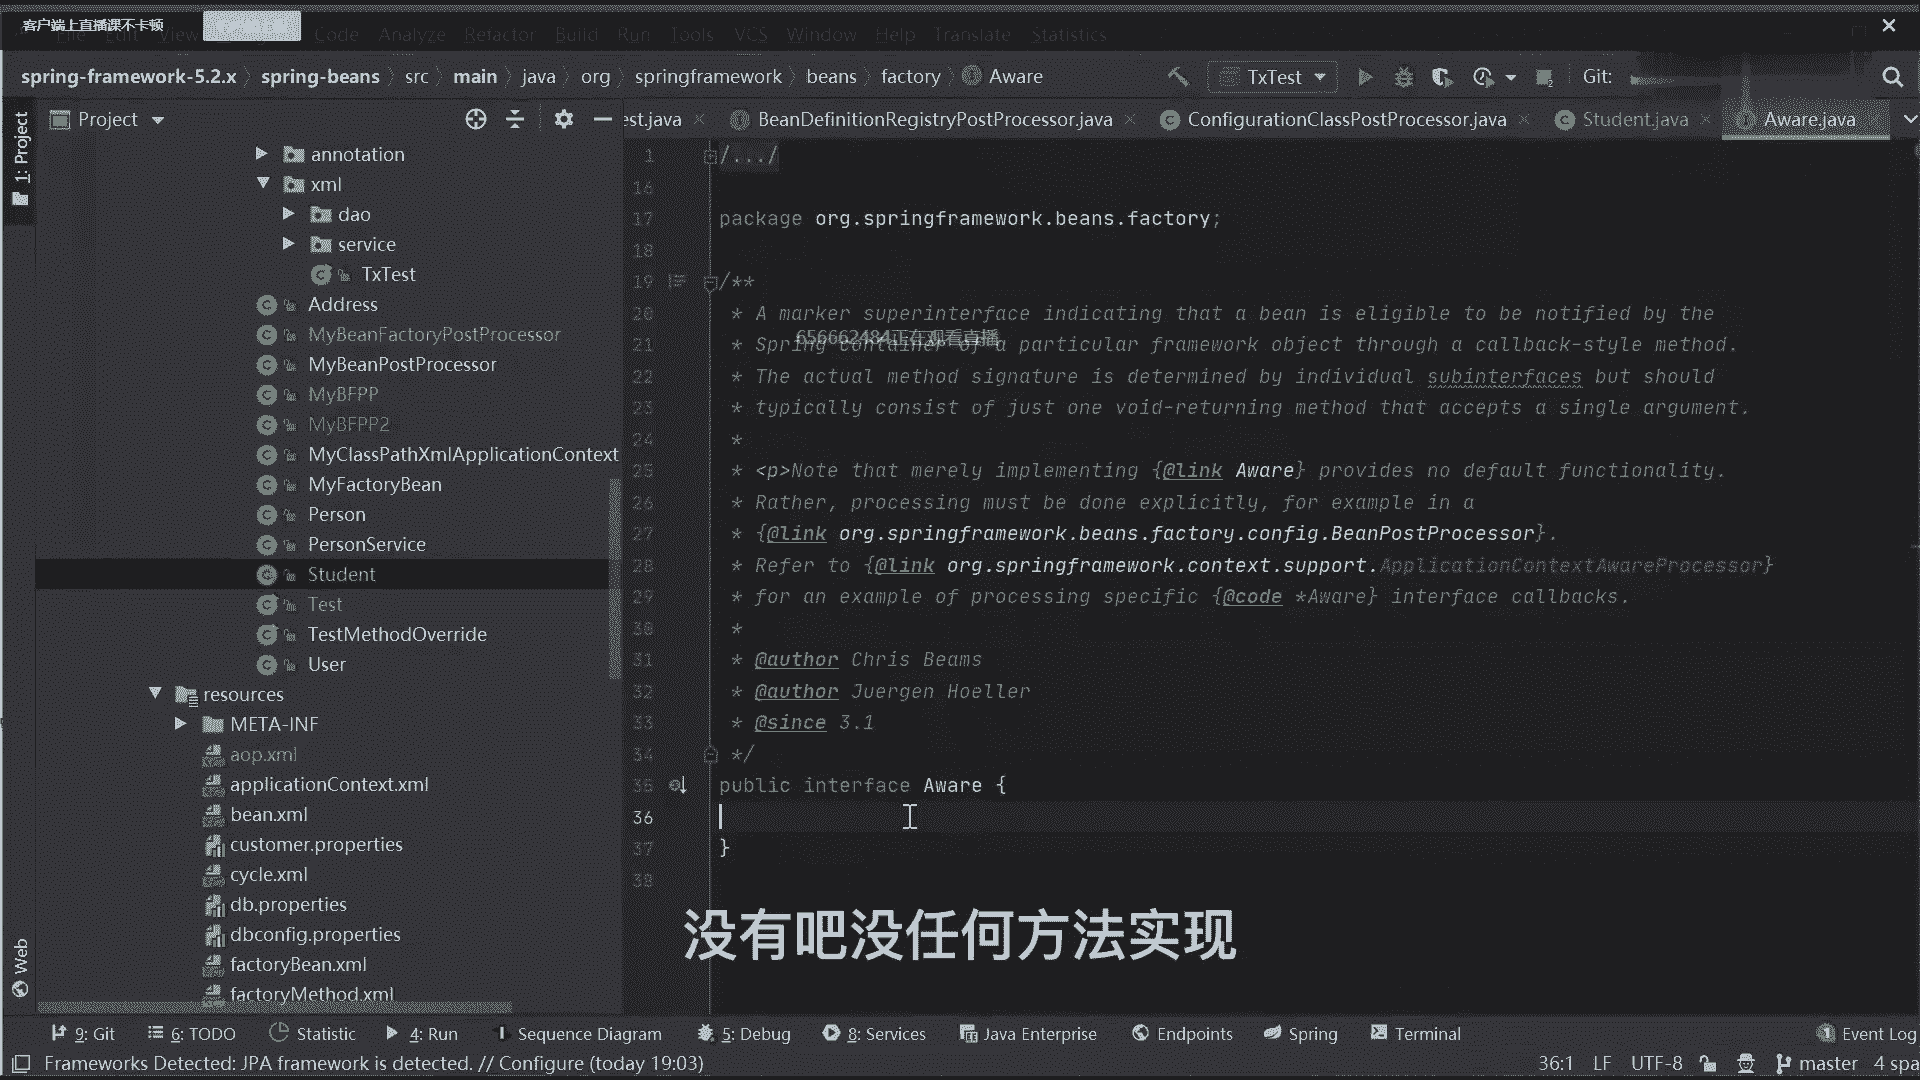 客户端上直播课不卡顿
File Edit View Code Analyze Refactor Build Run Tools VCS Window Help Translate Statistics
spring-framework-5.2.x spring-beans src main java org springframework beans factory Aware
TxTest
Git:
1: Project
Project
est.java
BeanDefinitionRegistryPostProcessor.java
ConfigurationClassPostProcessor.java
Student.java
Aware.java
annotation
xml
dao
service
TxTest
Address
MyBeanFactoryPostProcessor
MyBeanPostProcessor
MyBFPP
MyBFPP2
MyClassPathXmlApplicationContext
MyFactoryBean
Person
PersonService
Student
Test
TestMethodOverride
User
resources
META-INF
aop.xml
applicationContext.xml
bean.xml
customer.properties
cycle.xml
db.properties
dbconfig.properties
factoryBean.xml
factoryMethod.xml
Web
1 /.../
16
17 package org.springframework.beans.factory;
18
19 /**
20 * A marker superinterface indicating that a bean is eligible to be notified by the
656662484正在观看直播
21 * Spring container of a particular framework object through a callback-style method.
22 * The actual method signature is determined by individual subinterfaces but should
23 * typically consist of just one void-returning method that accepts a single argument.
24 *
25 * <p>Note that merely implementing {@link Aware} provides no default functionality.
26 * Rather, processing must be done explicitly, for example in a
27 * {@link org.springframework.beans.factory.config.BeanPostProcessor}.
28 * Refer to {@link org.springframework.context.support.ApplicationContextAwareProcessor}
29 * for an example of processing specific {@code *Aware} interface callbacks.
30 *
31 * @author Chris Beams
32 * @author Juergen Hoeller
33 * @since 3.1
34 */
35 public interface Aware {
36
37 }
38
没有吧没任何方法实现
9: Git 6: TODO Statistic 4: Run Sequence Diagram 5: Debug 8: Services Java Enterprise Endpoints Spring Terminal 1 Event Log
Frameworks Detected: JPA framework is detected. // Configure (today 19:03) 36:1 LF UTF-8 master 4 spa